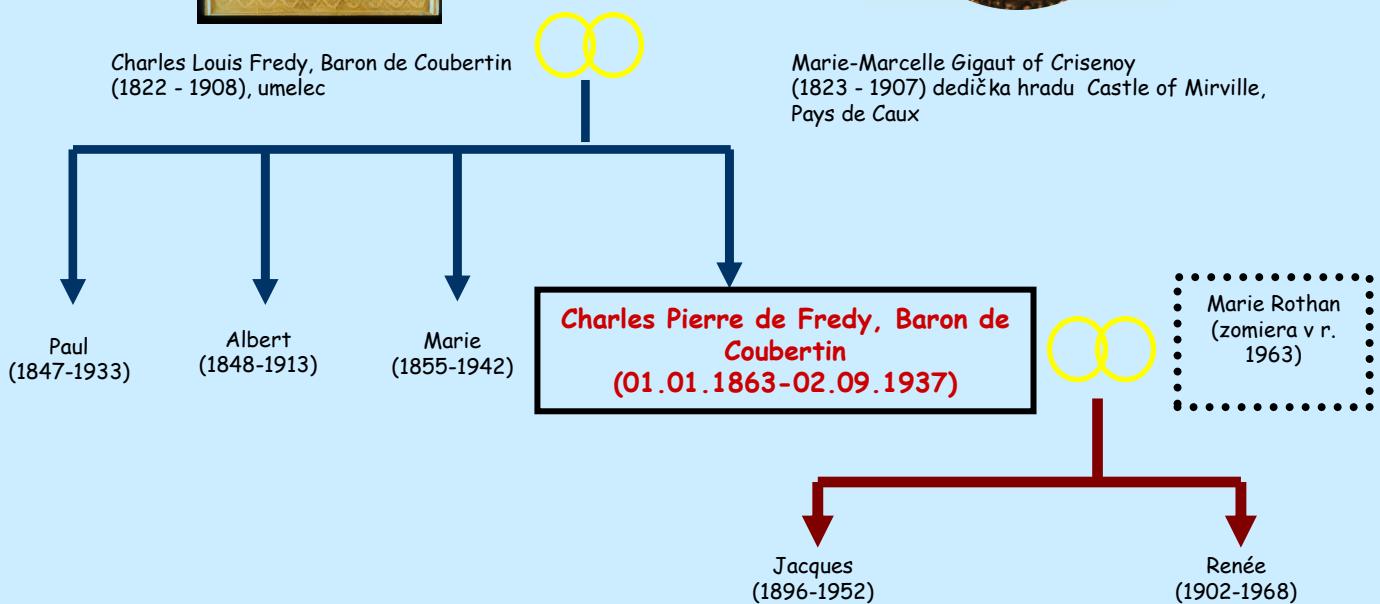 Charles Louis Fredy, Baron de Coubertin
(1822 - 1908), umelec
Marie-Marcelle Gigaut of Crisenoy
(1823 - 1907) dedička hradu Castle of Mirville,
Pays de Caux
Paul
(1847-1933)
Albert
(1848-1913)
Marie
(1855-1942)
Charles Pierre de Fredy, Baron de
Coubertin
(01.01.1863-02.09.1937)
Marie Rothan
(zomiera v r.
1963)
Jacques
(1896-1952)
Renée
(1902-1968)